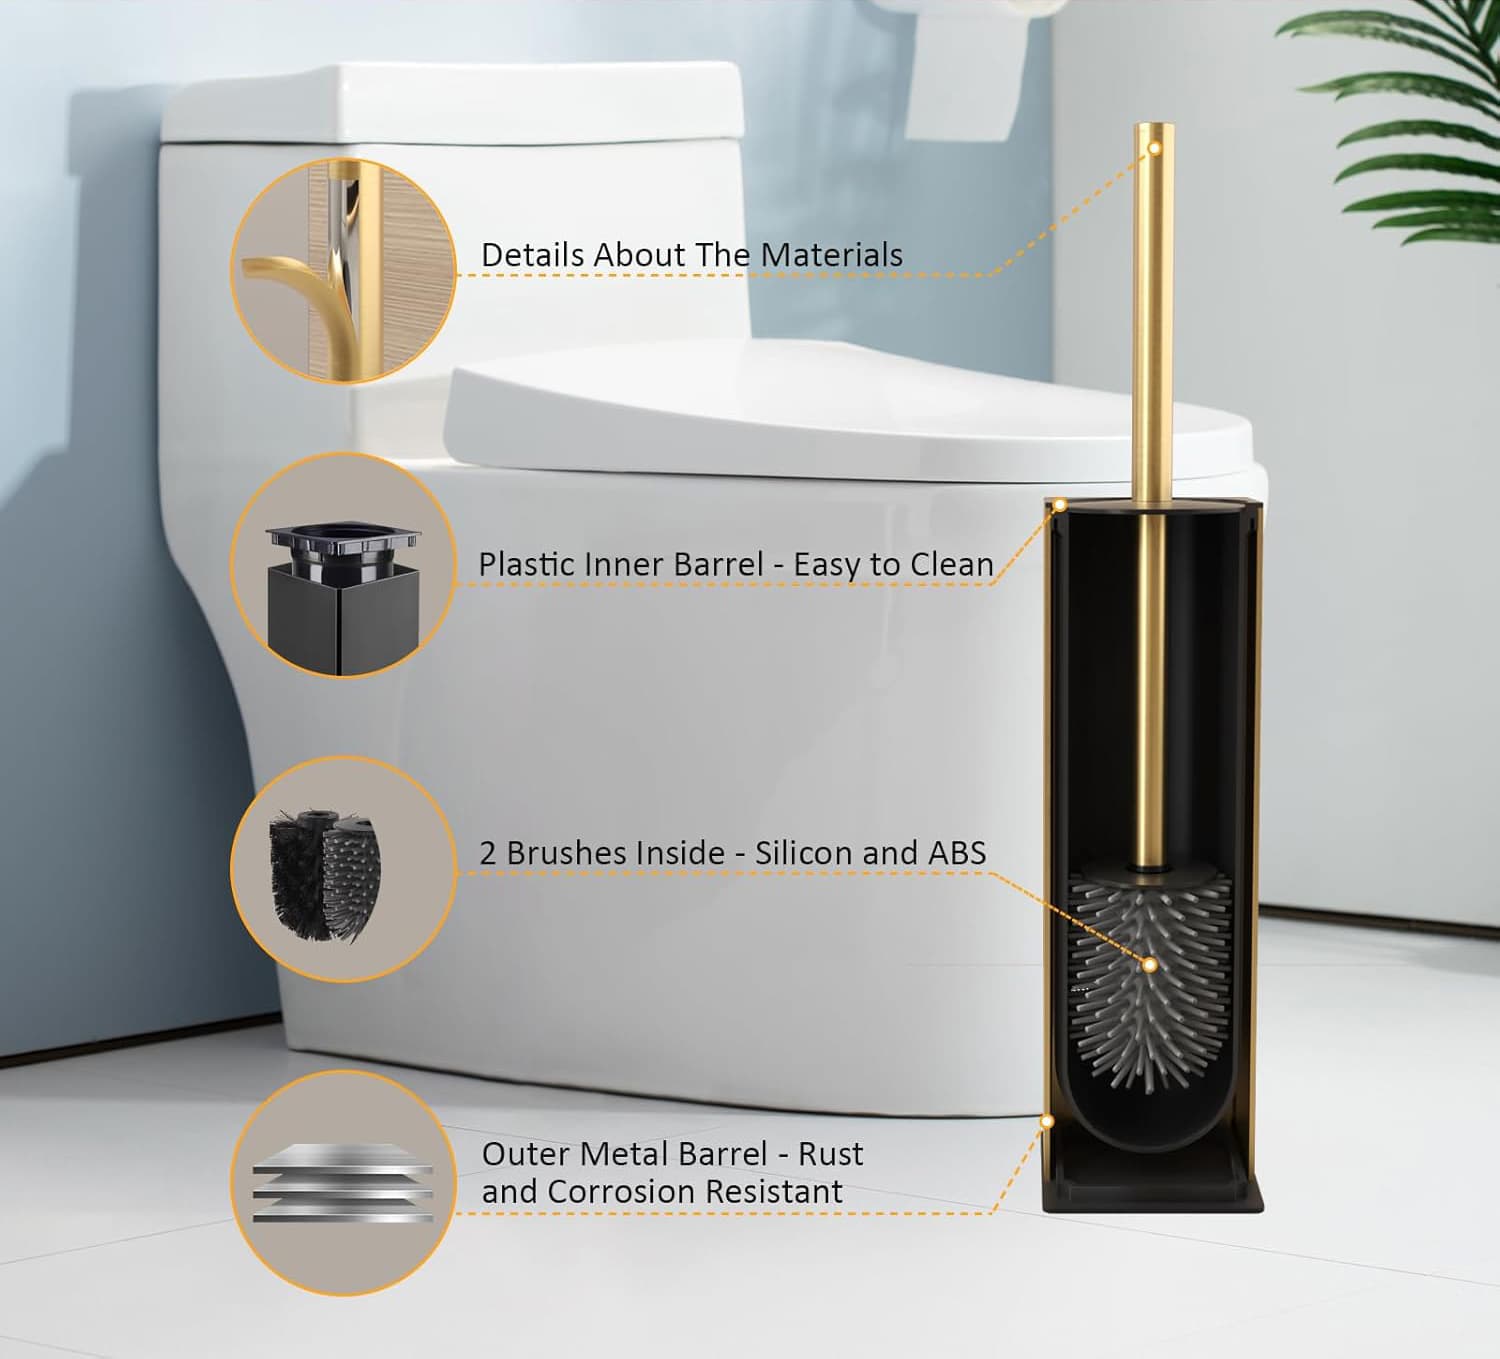 Details About The Materials
Plastic Inner Barrel - Easy to Clean
2 Brushes Inside - Silicon and ABS
Outer Metal Barrel - Rust
and Corrosion Resistant